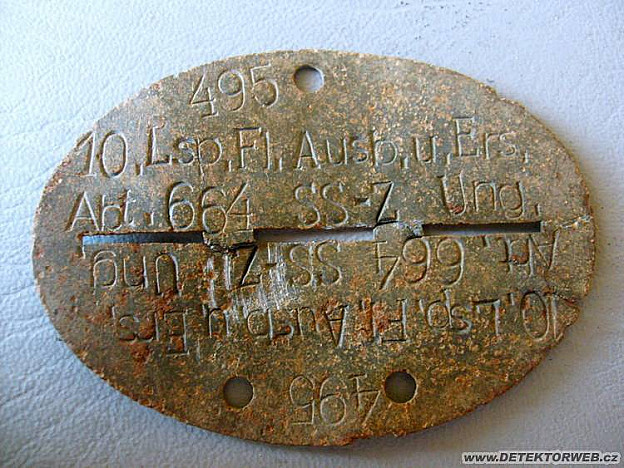 495
10.Lsp.Fl.Ausb.u.Ers.
Abt.664 SS-Z Ung.
Abt.664 SS-Z Ung.
10.Lsp.Fl.Ausb.u.Ers.
495
www.DETEKTORWEB.cz